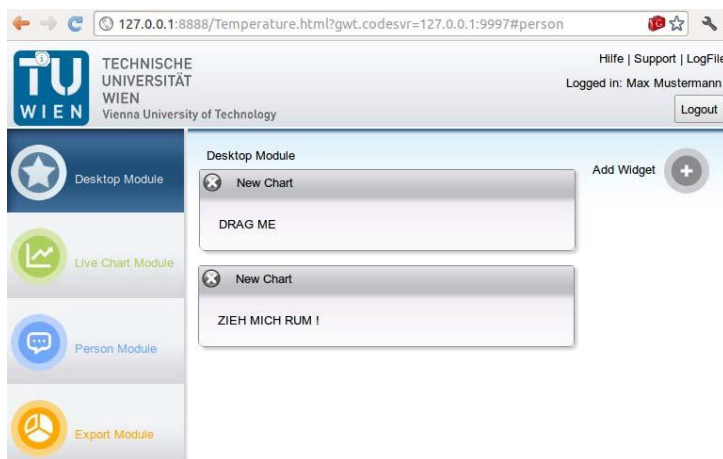 127.0.0.1:8888/Temperature.html?gwt.codesvr=127.0.0.1:9997#person
TU
WIEN
TECHNISCHE
UNIVERSITÄT
WIEN
Vienna University of Technology
Hilfe | Support | LogFile
Logged in: Max Mustermann
Logout
Desktop Module
Live Chart Module
Person Module
Export Module
Desktop Module
Add Widget
New Chart
DRAG ME
New Chart
ZIEH MICH RUM !